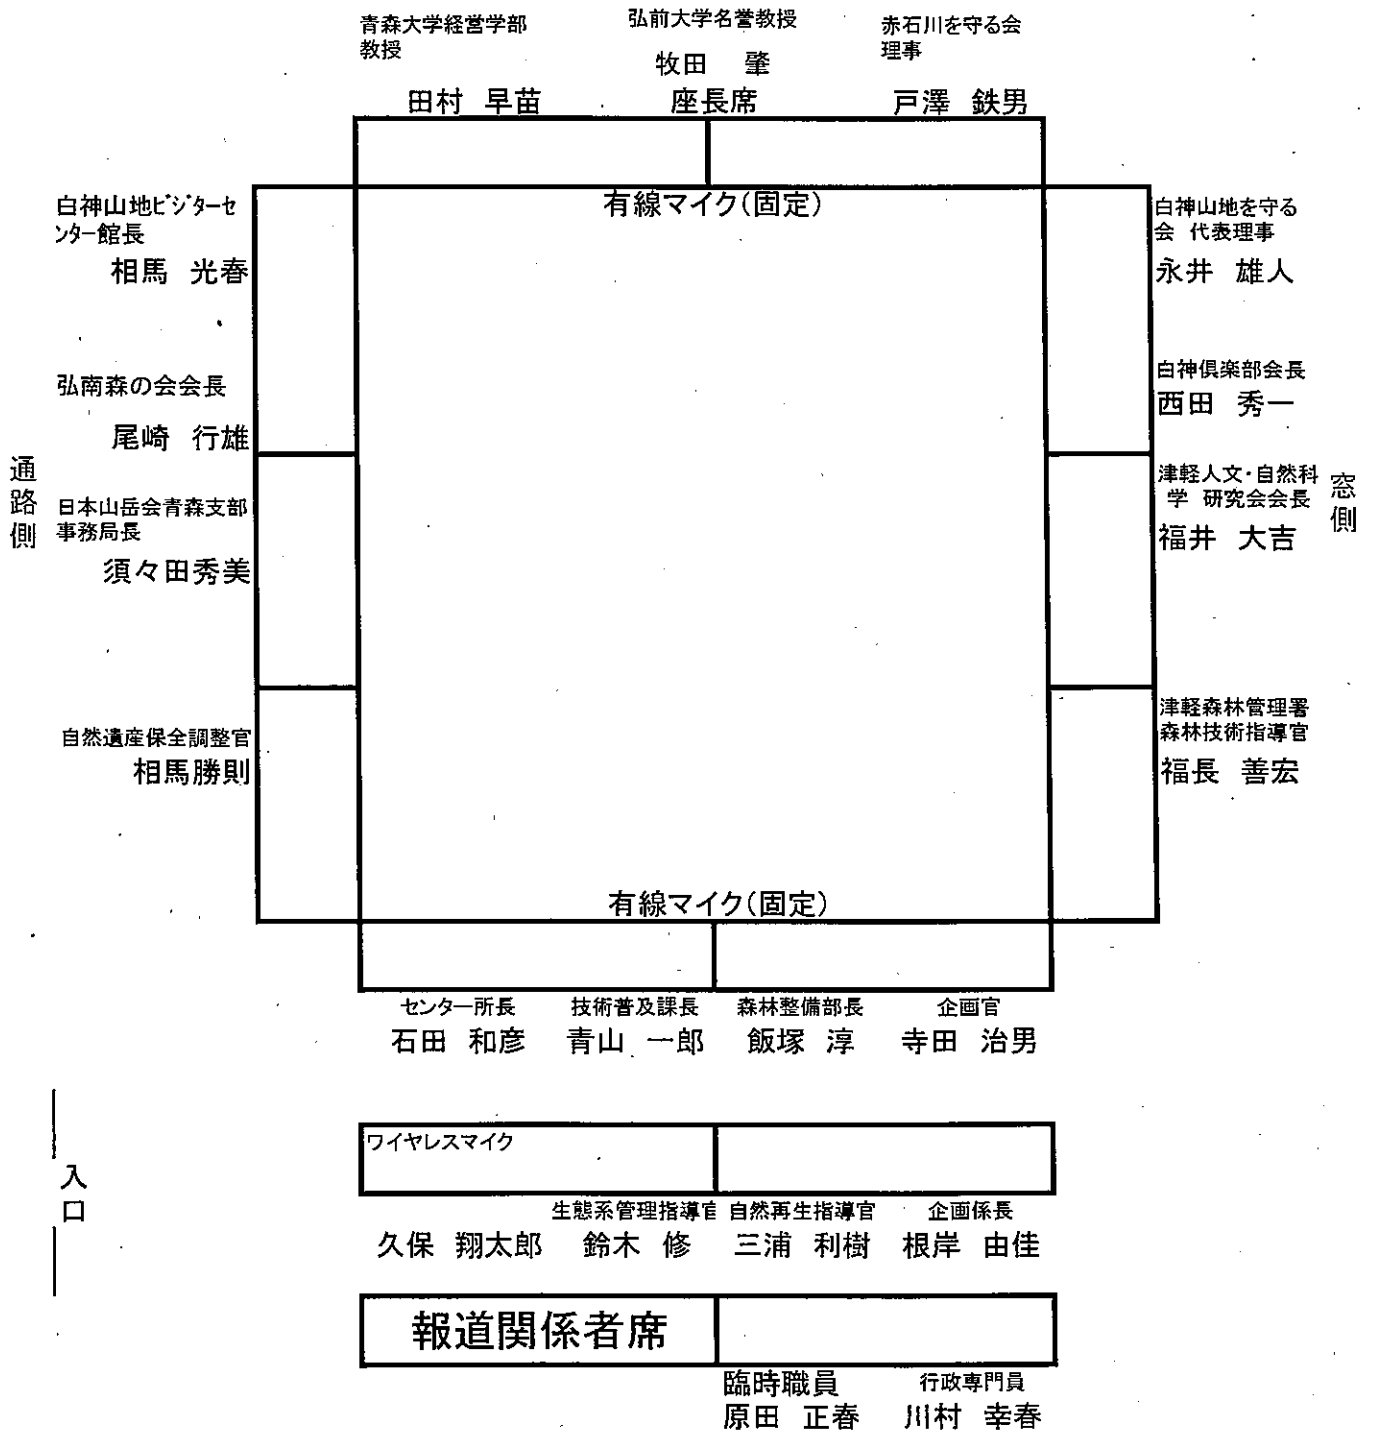 青森大学経営学部
教授
田村 早苗
弘前大学名誉教授
牧田 肇
座長席
赤石川を守る会
理事
戸澤 鉄男
有線マイク(固定)
白神山地ビジターセ
ンター館長
相馬 光春
弘南森の会会長
尾崎 行雄
日本山岳会青森支部
事務局長
須々田秀美
自然遺産保全調整官
相馬勝則
通路側
白神山地を守る
会 代表理事
永井 雄人
白神倶楽部会長
西田 秀一
津軽人文・自然科
学 研究会会長
福井 大吉
津軽森林管理署
森林技術指導官
福長 善宏
窓側
有線マイク(固定)
センター所長
石田 和彦
技術普及課長
青山 一郎
森林整備部長
飯塚 淳
企画官
寺田 治男
入口
ワイヤレスマイク
久保 翔太郎
生態系管理指導官
鈴木 修
自然再生指導官
三浦 利樹
企画係長
根岸 由佳
報道関係者席
臨時職員
原田 正春
行政専門員
川村 幸春